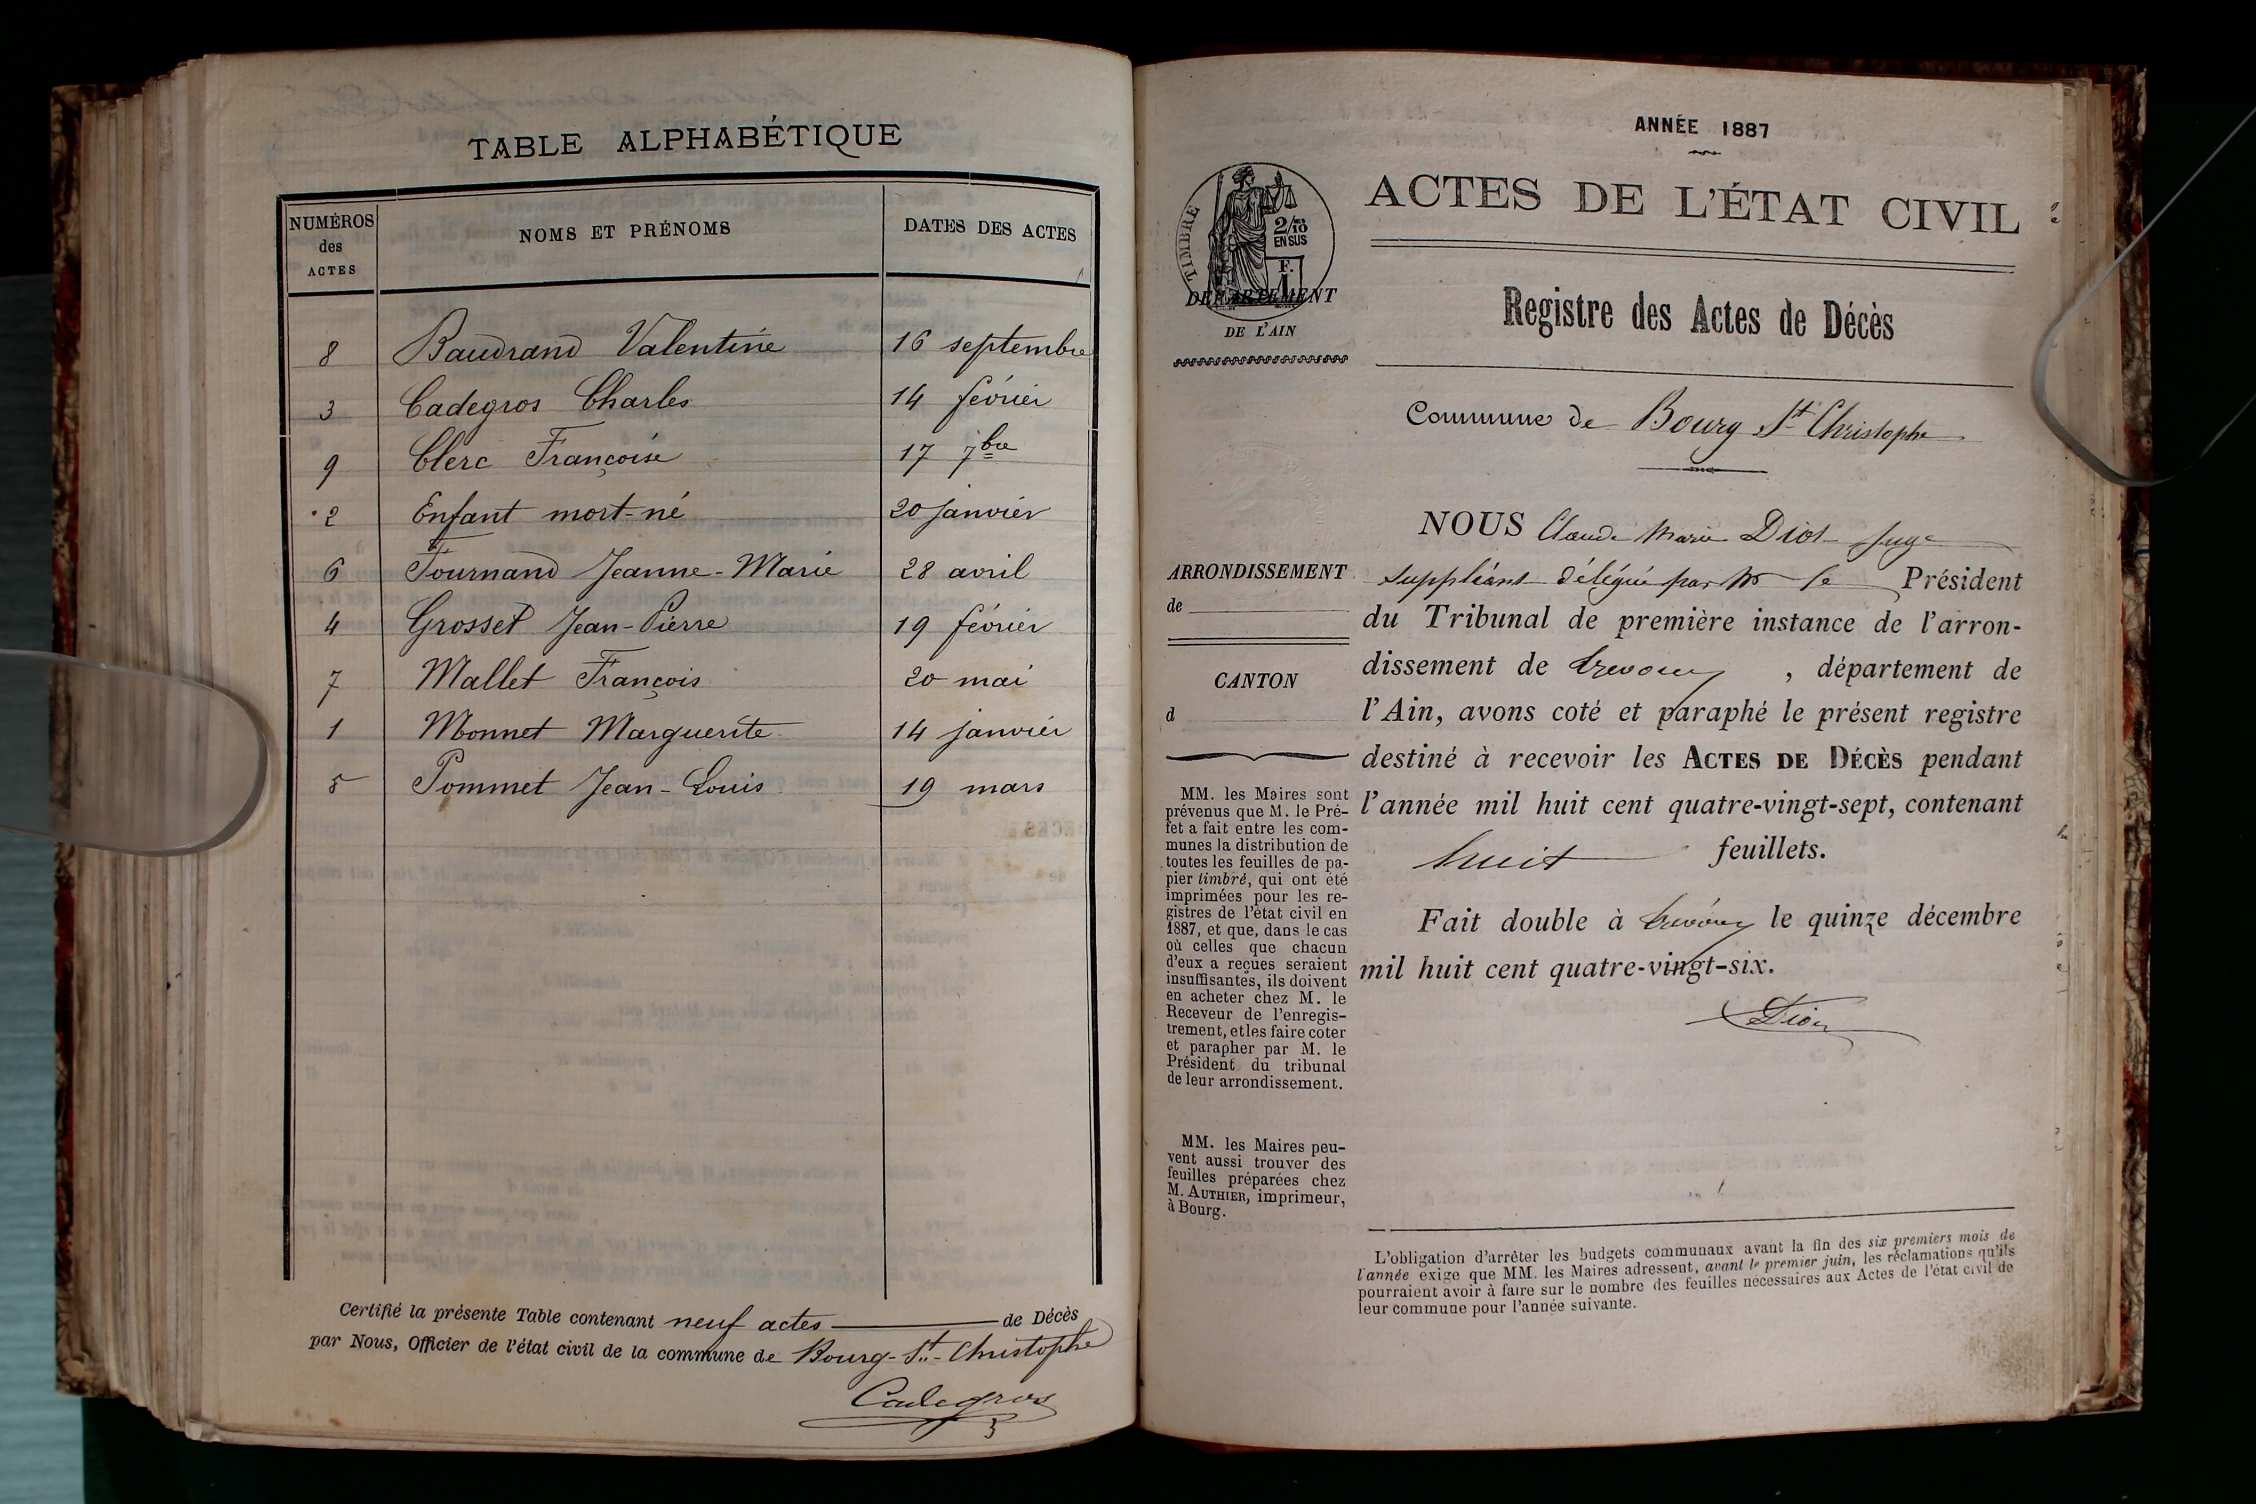 TABLE ALPHABÉTIQUE
NUMÉROS des ACTES NOMS ET PRÉNOMS DATES DES ACTES
8 Baudrand Valentine 16 septembre
3 Cadegros Charles 14 février
9 Clerc Françoise 17 7bre
2 Enfant mort-né 20 janvier
6 Fournand Jeanne-Marie 28 avril
4 Grosset Jean-Pierre 19 février
7 Mallet François 20 mai
1 Monnet Marguerite 14 janvier
5 Pommet Jean-Louis 19 mars
Certifié la présente Table contenant neuf actes de Décès
par Nous, Officier de l'état civil de la commune de Bourg-St-Christophe
Cadegros
ANNÉE 1887
ACTES DE L'ÉTAT CIVIL
TIMBRE
2/10
EN SUS
F.
1
DEPARTEMENT
DE L'AIN
Registre des Actes de Décès
Commune de Bourg St Christophe
NOUS Claude Marie Diot Juge
suppléant délégué par Mr le Président
du Tribunal de première instance de l'arron-
dissement de Trevoux, département de
l'Ain, avons coté et paraphé le présent registre
destiné à recevoir les ACTES DE DÉCÈS pendant
l'année mil huit cent quatre-vingt-sept, contenant
huit feuillets.
Fait double à Trévoux le quinze décembre
mil huit cent quatre-vingt-six.
ARRONDISSEMENT
de
CANTON
d
MM. les Maires sont
prévenus que M. le Pré-
fet a fait entre les com-
munes la distribution de
toutes les feuilles de pa-
pier timbré, qui ont été
imprimées pour les re-
gistres de l'état civil en
1887, et que, dans le cas
où celles que chacun
d'eux a reçues seraient
insuffisantes, ils doivent
en acheter chez M. le
Receveur de l'enregis-
trement, et les faire coter
et parapher par M. le
Président du tribunal
de leur arrondissement.
MM. les Maires peu-
vent aussi trouver des
feuilles préparées chez
M. AUTHIER, imprimeur,
à Bourg.
L'obligation d'arrêter les budgets communaux avant la fin des six premiers mois de
l'année exige que MM. les Maires adressent, avant le premier juin, les réclamations qu'ils
pourraient avoir à faire sur le nombre des feuilles nécessaires aux Actes de l'état civil de
leur commune pour l'année suivante.